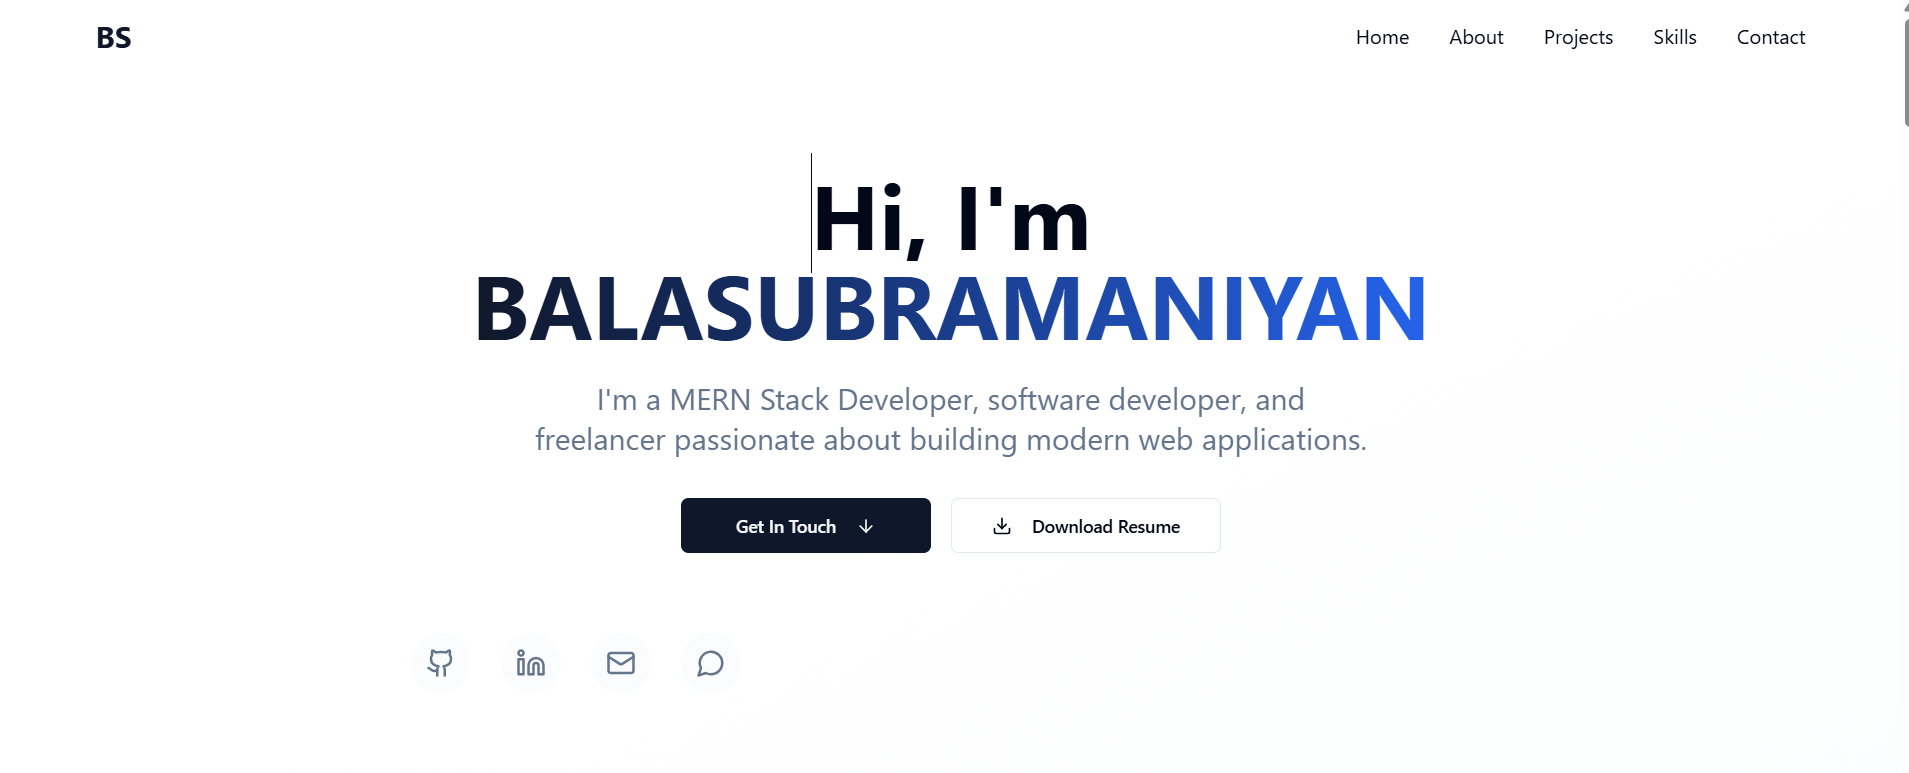 BS
Home About Projects Skills Contact
Hi, I'm
BALASUBRAMANIYAN
I'm a MERN Stack Developer, software developer, and
freelancer passionate about building modern web applications.
Get In Touch
Download Resume